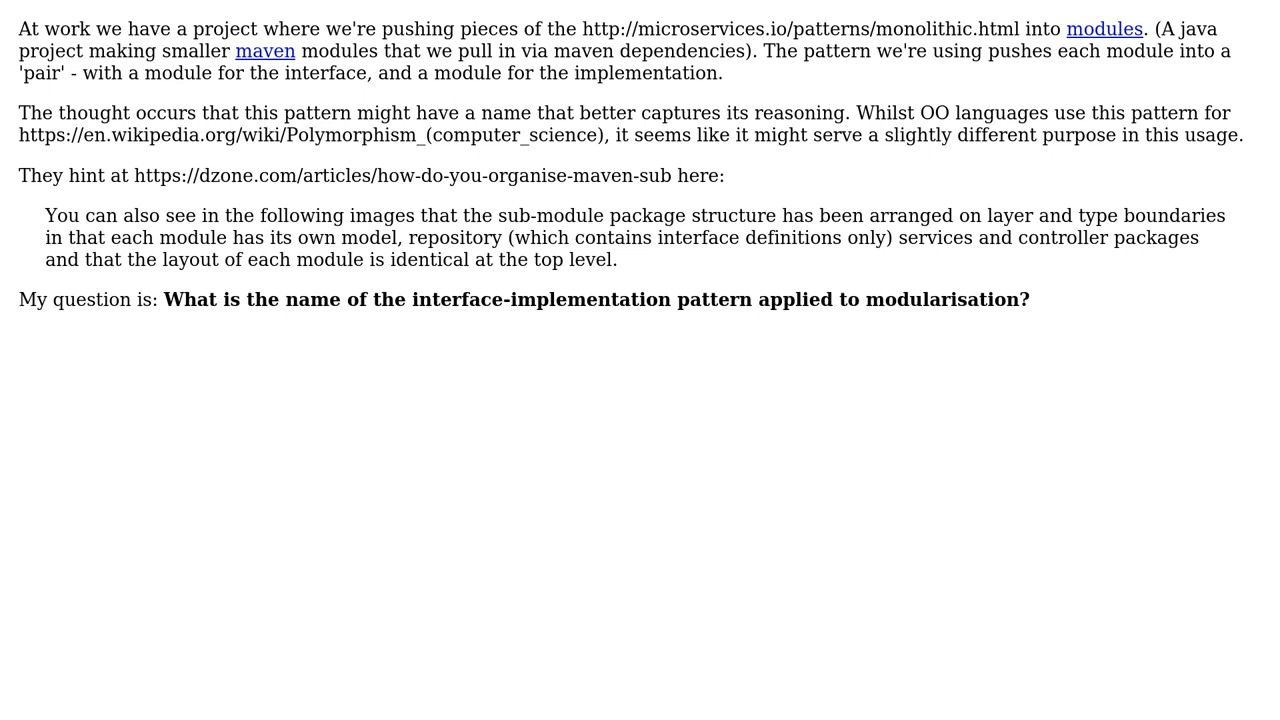 At work we have a project where we're pushing pieces of the http://microservices.io/patterns/monolithic.html into modules. (A java
project making smaller maven modules that we pull in via maven dependencies). The pattern we're using pushes each module into a
'pair' - with a module for the interface, and a module for the implementation.
The thought occurs that this pattern might have a name that better captures its reasoning. Whilst OO languages use this pattern for
https://en.wikipedia.org/wiki/Polymorphism_(computer_science), it seems like it might serve a slightly different purpose in this usage.
They hint at https://dzone.com/articles/how-do-you-organise-maven-sub here:
You can also see in the following images that the sub-module package structure has been arranged on layer and type boundaries
in that each module has its own model, repository (which contains interface definitions only) services and controller packages
and that the layout of each module is identical at the top level.
My question is: What is the name of the interface-implementation pattern applied to modularisation?